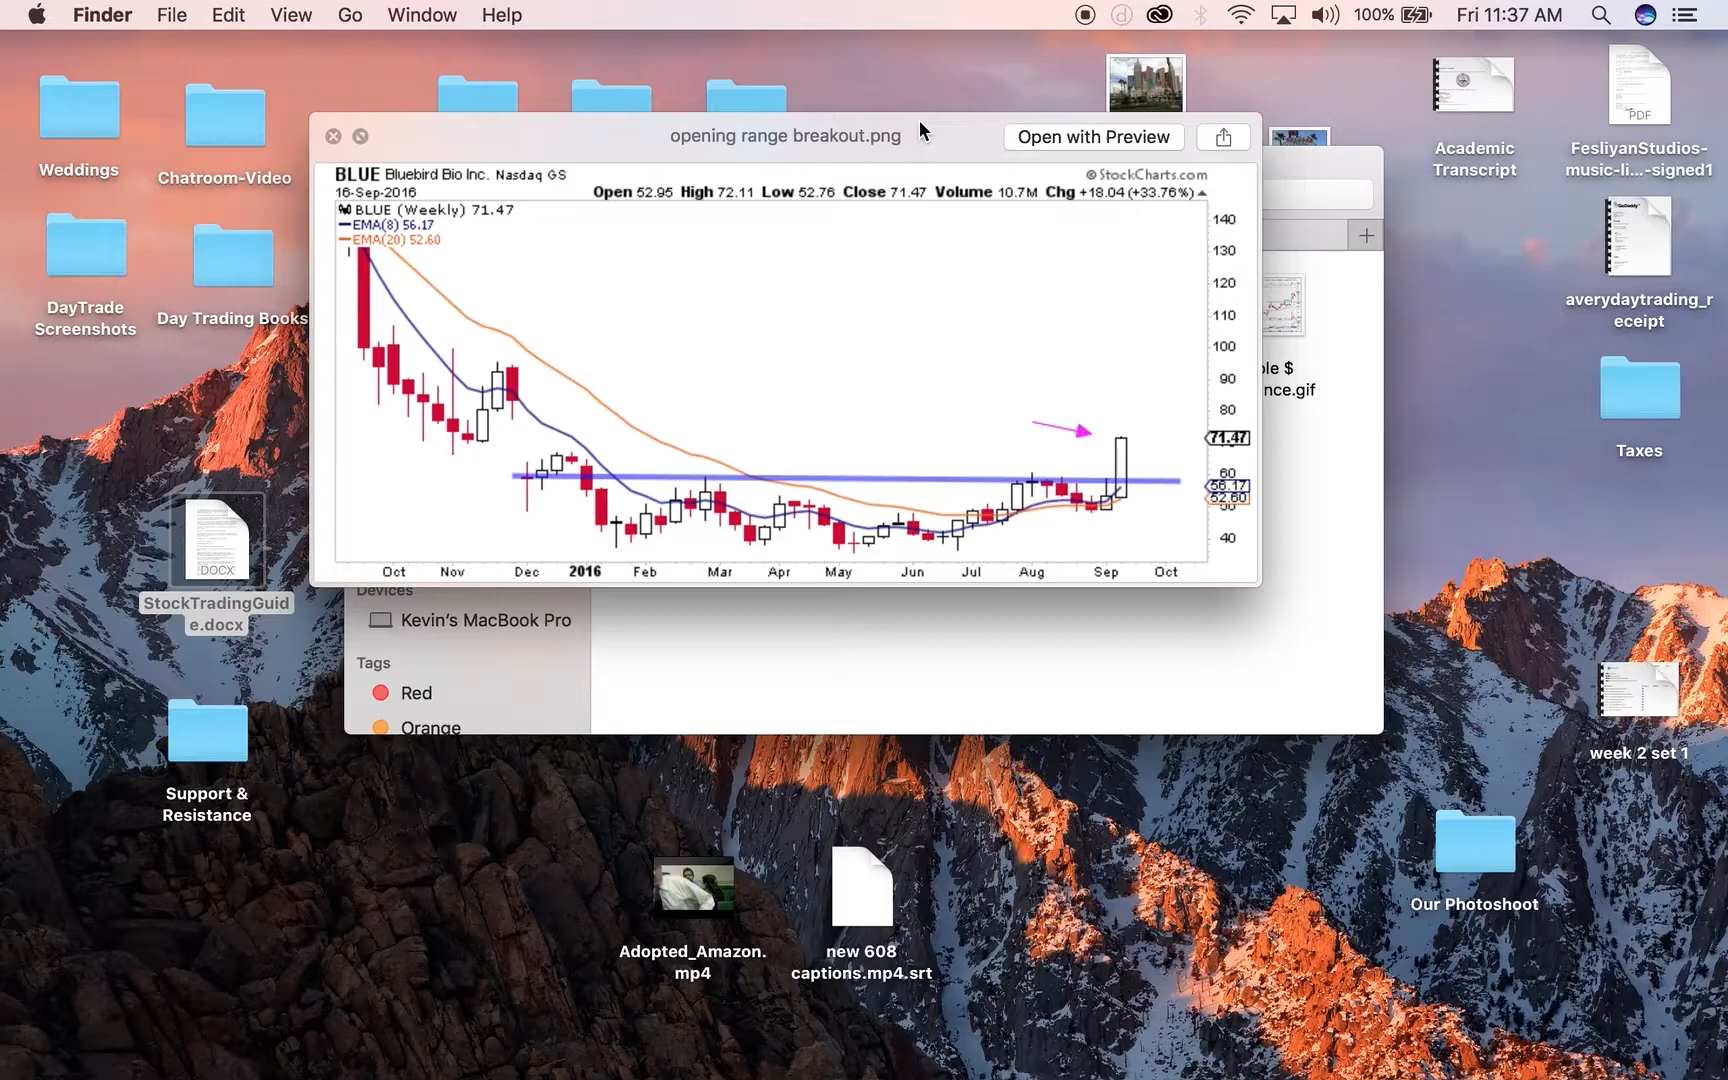 Finder File Edit View Go Window Help
100% Fri 11:37 AM
Weddings
Chatroom-Video
DayTrade
Screenshots
Day Trading Books
StockTradingGuid
e.docx
DOCX
Support &
Resistance
opening range breakout.png
Open with Preview
BLUE Bluebird Bio Inc. Nasdaq GS
© StockCharts.com
16-Sep-2016
Open 52.95 High 72.11 Low 52.76 Close 71.47 Volume 10.7M Chg +18.04 (+33.76%)
BLUE (Weekly) 71.47
EMA(8) 56.17
EMA(20) 52.60
140
130
120
110
100
90
80
71.47
60
56.17
52.60
50
40
Oct Nov Dec 2016 Feb Mar Apr May Jun Jul Aug Sep Oct
ple $
nce.gif
Devices
Kevin's MacBook Pro
Tags
Red
Orange
Adopted_Amazon.
mp4
new 608
captions.mp4.srt
Academic
Transcript
PDF
FesliyanStudios-
music-li...-signed1
averydaytrading_r
eceipt
Taxes
week 2 set 1
Our Photoshoot